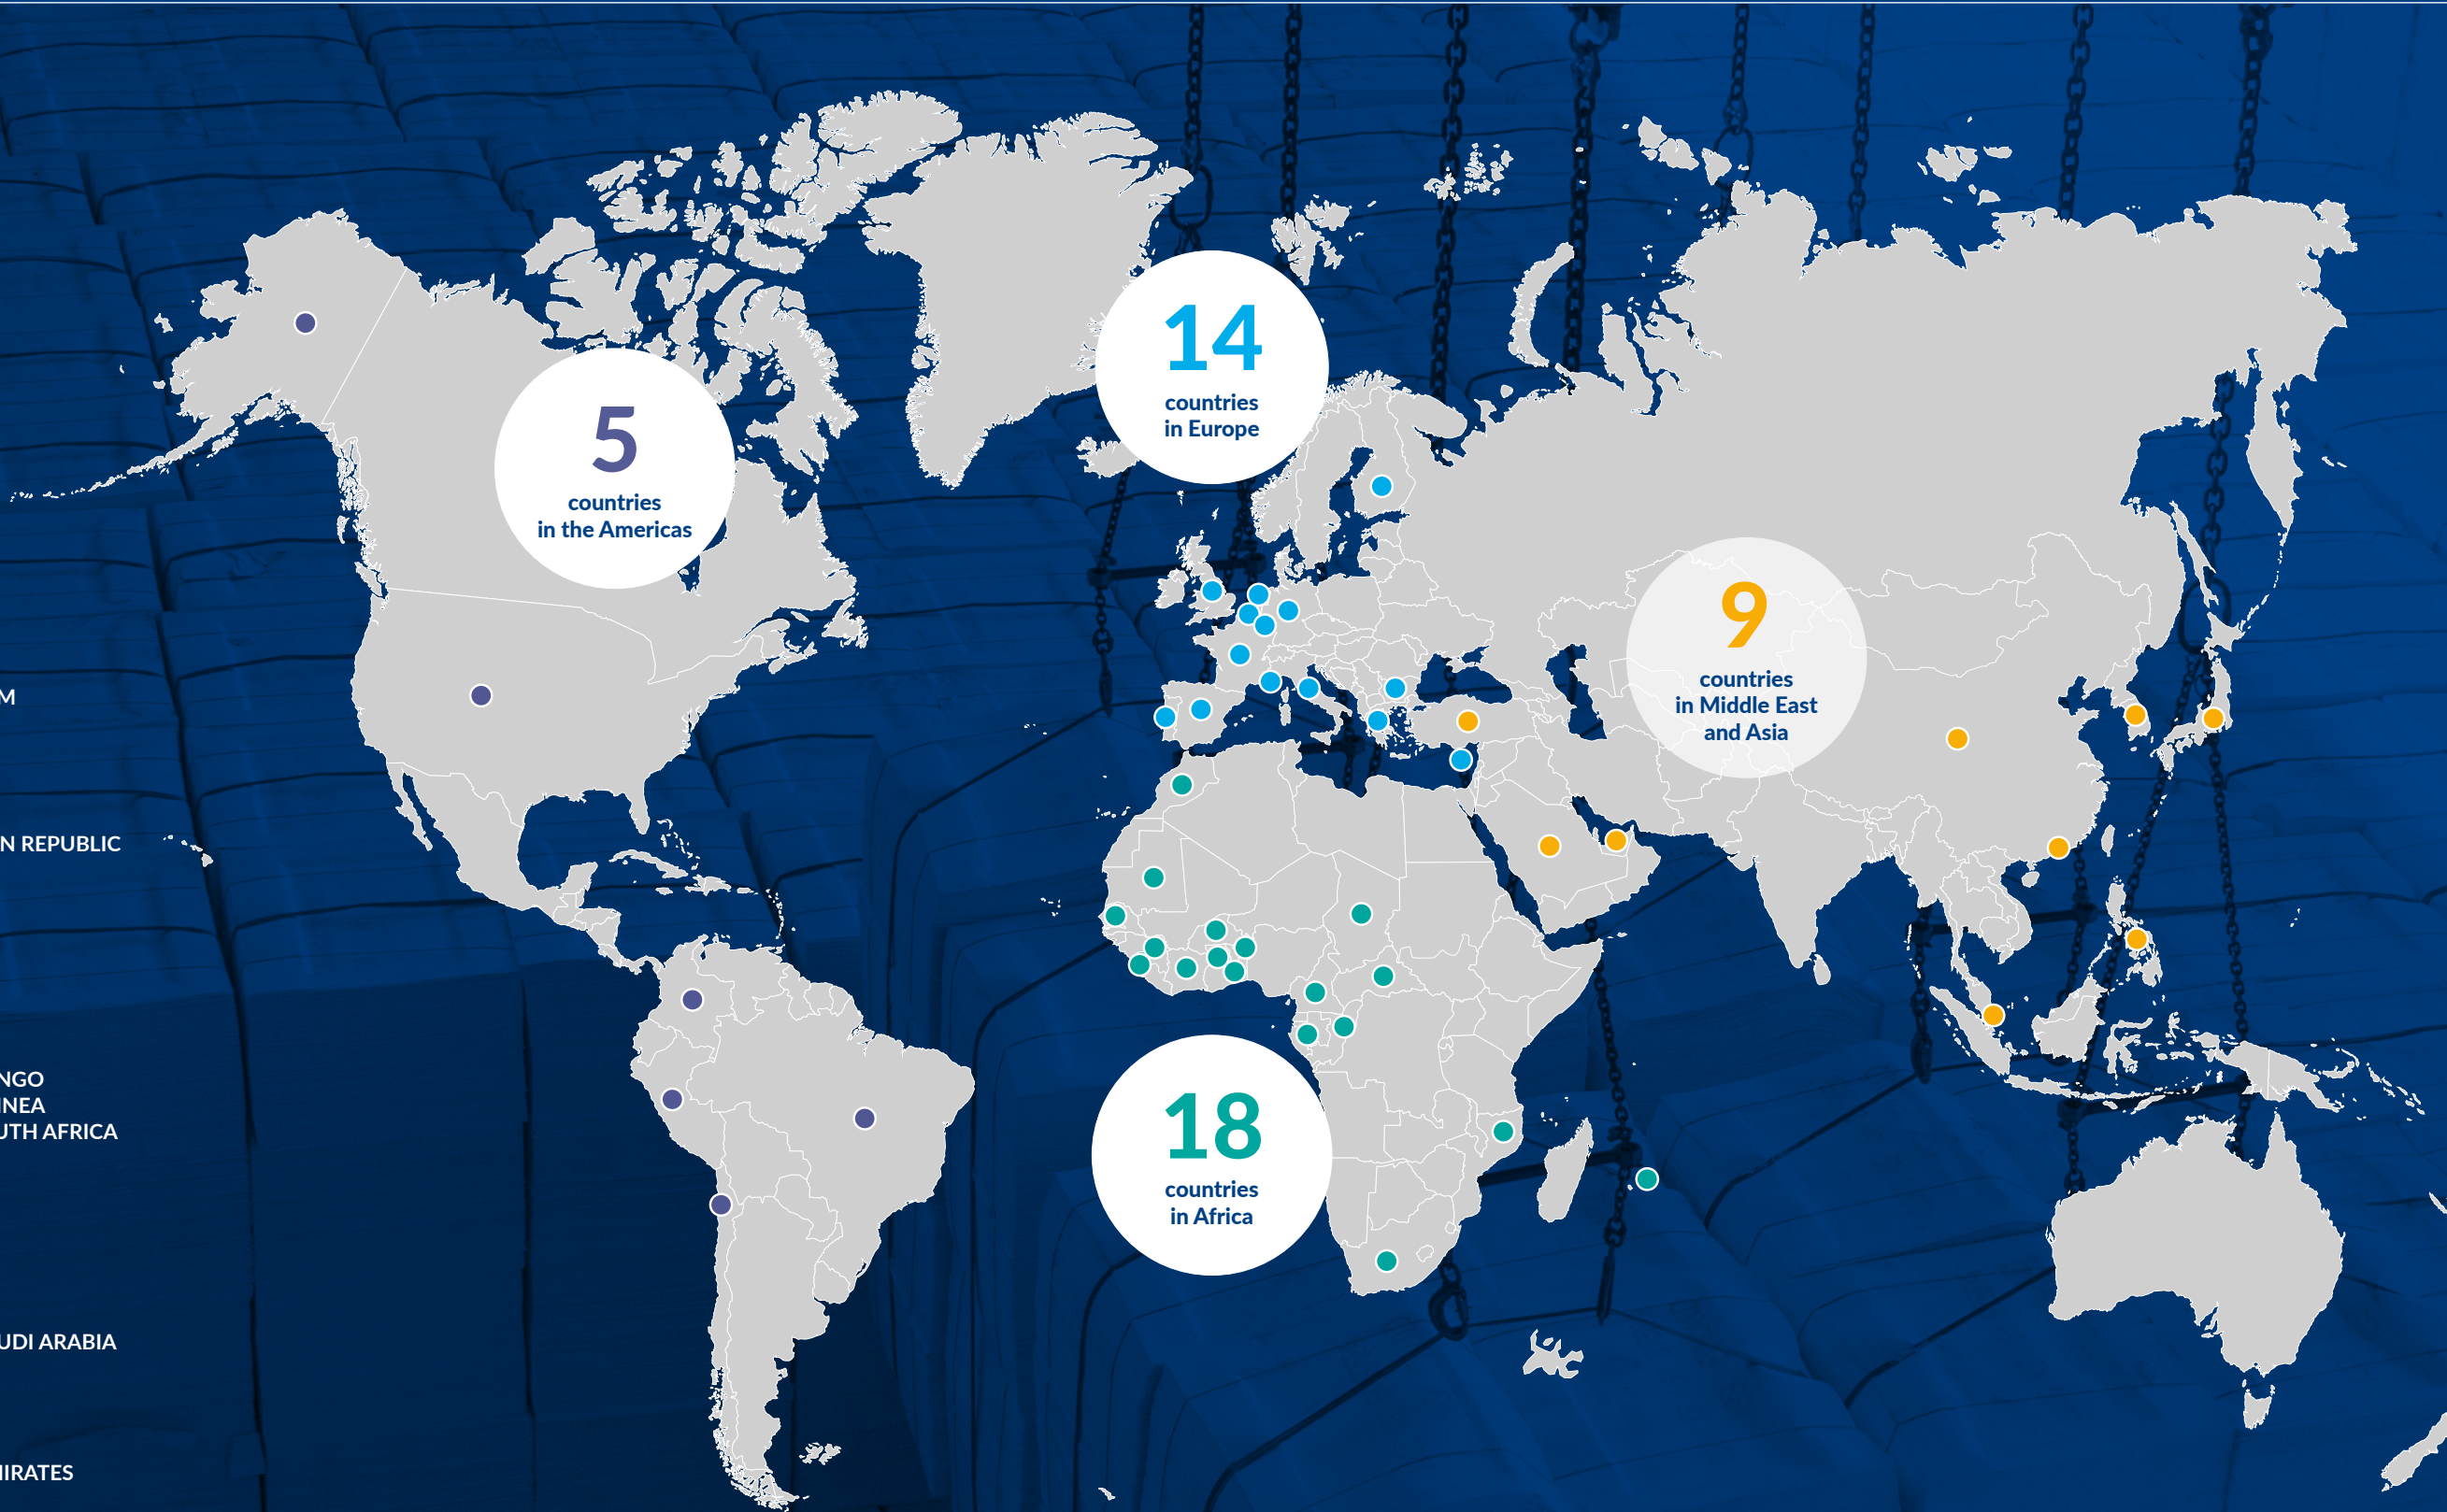 5
countries
in the Americas
14
countries
in Europe
9
countries
in Middle East
and Asia
18
countries
in Africa
M
N REPUBLIC
NGO
INEA
UTH AFRICA
UDI ARABIA
IRATES